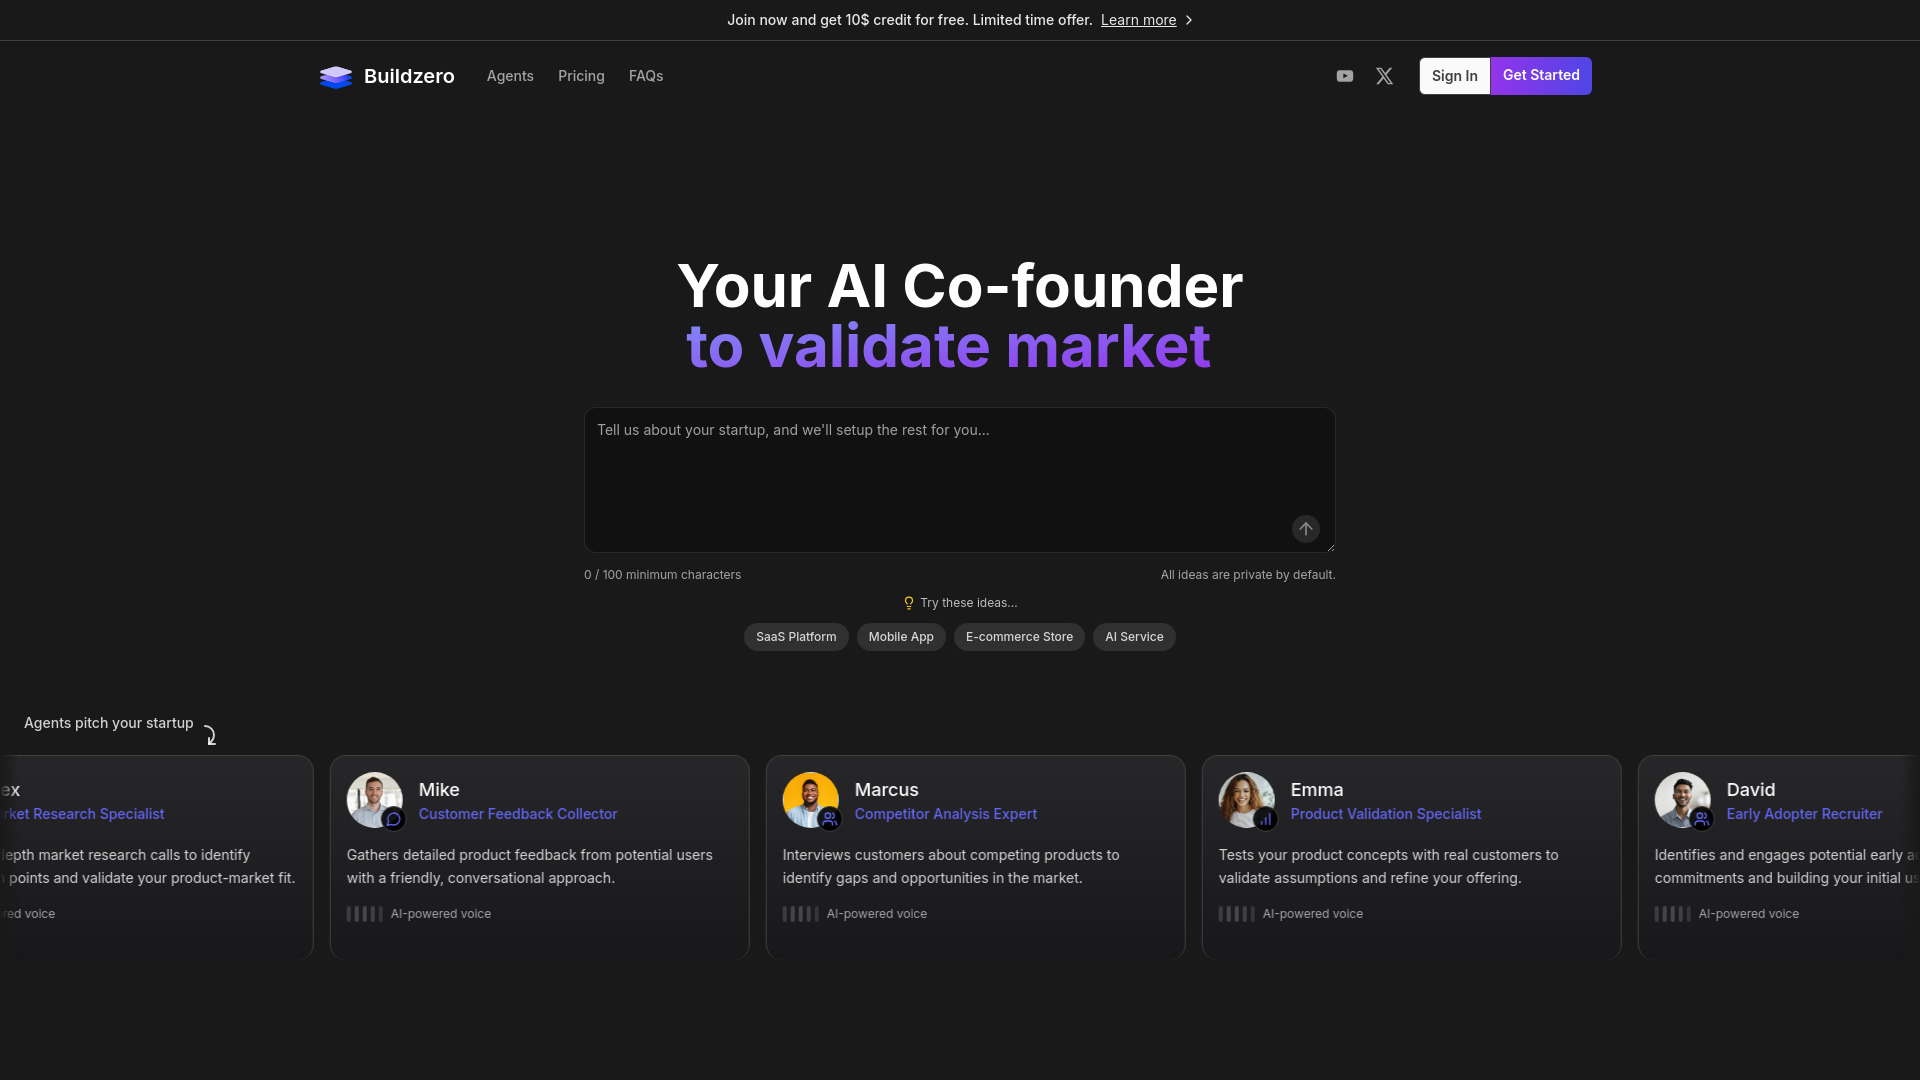 Join now and get 10$ credit for free. Limited time offer. Learn more
Buildzero
Agents
Pricing
FAQs
Sign In
Get Started
Your AI Co-founder
to validate market
Tell us about your startup, and we'll setup the rest for you...
0 / 100 minimum characters
All ideas are private by default.
Try these ideas...
SaaS Platform
Mobile App
E-commerce Store
AI Service
Agents pitch your startup
Research Specialist
market research calls to identify
points and validate your product-market fit.
voice
Mike
Customer Feedback Collector
Gathers detailed product feedback from potential users
with a friendly, conversational approach.
AI-powered voice
Marcus
Competitor Analysis Expert
Interviews customers about competing products to
identify gaps and opportunities in the market.
AI-powered voice
Emma
Product Validation Specialist
Tests your product concepts with real customers to
validate assumptions and refine your offering.
AI-powered voice
David
Early Adopter Recruiter
Identifies and engages potential early
commitments and building your initial
AI-powered voice